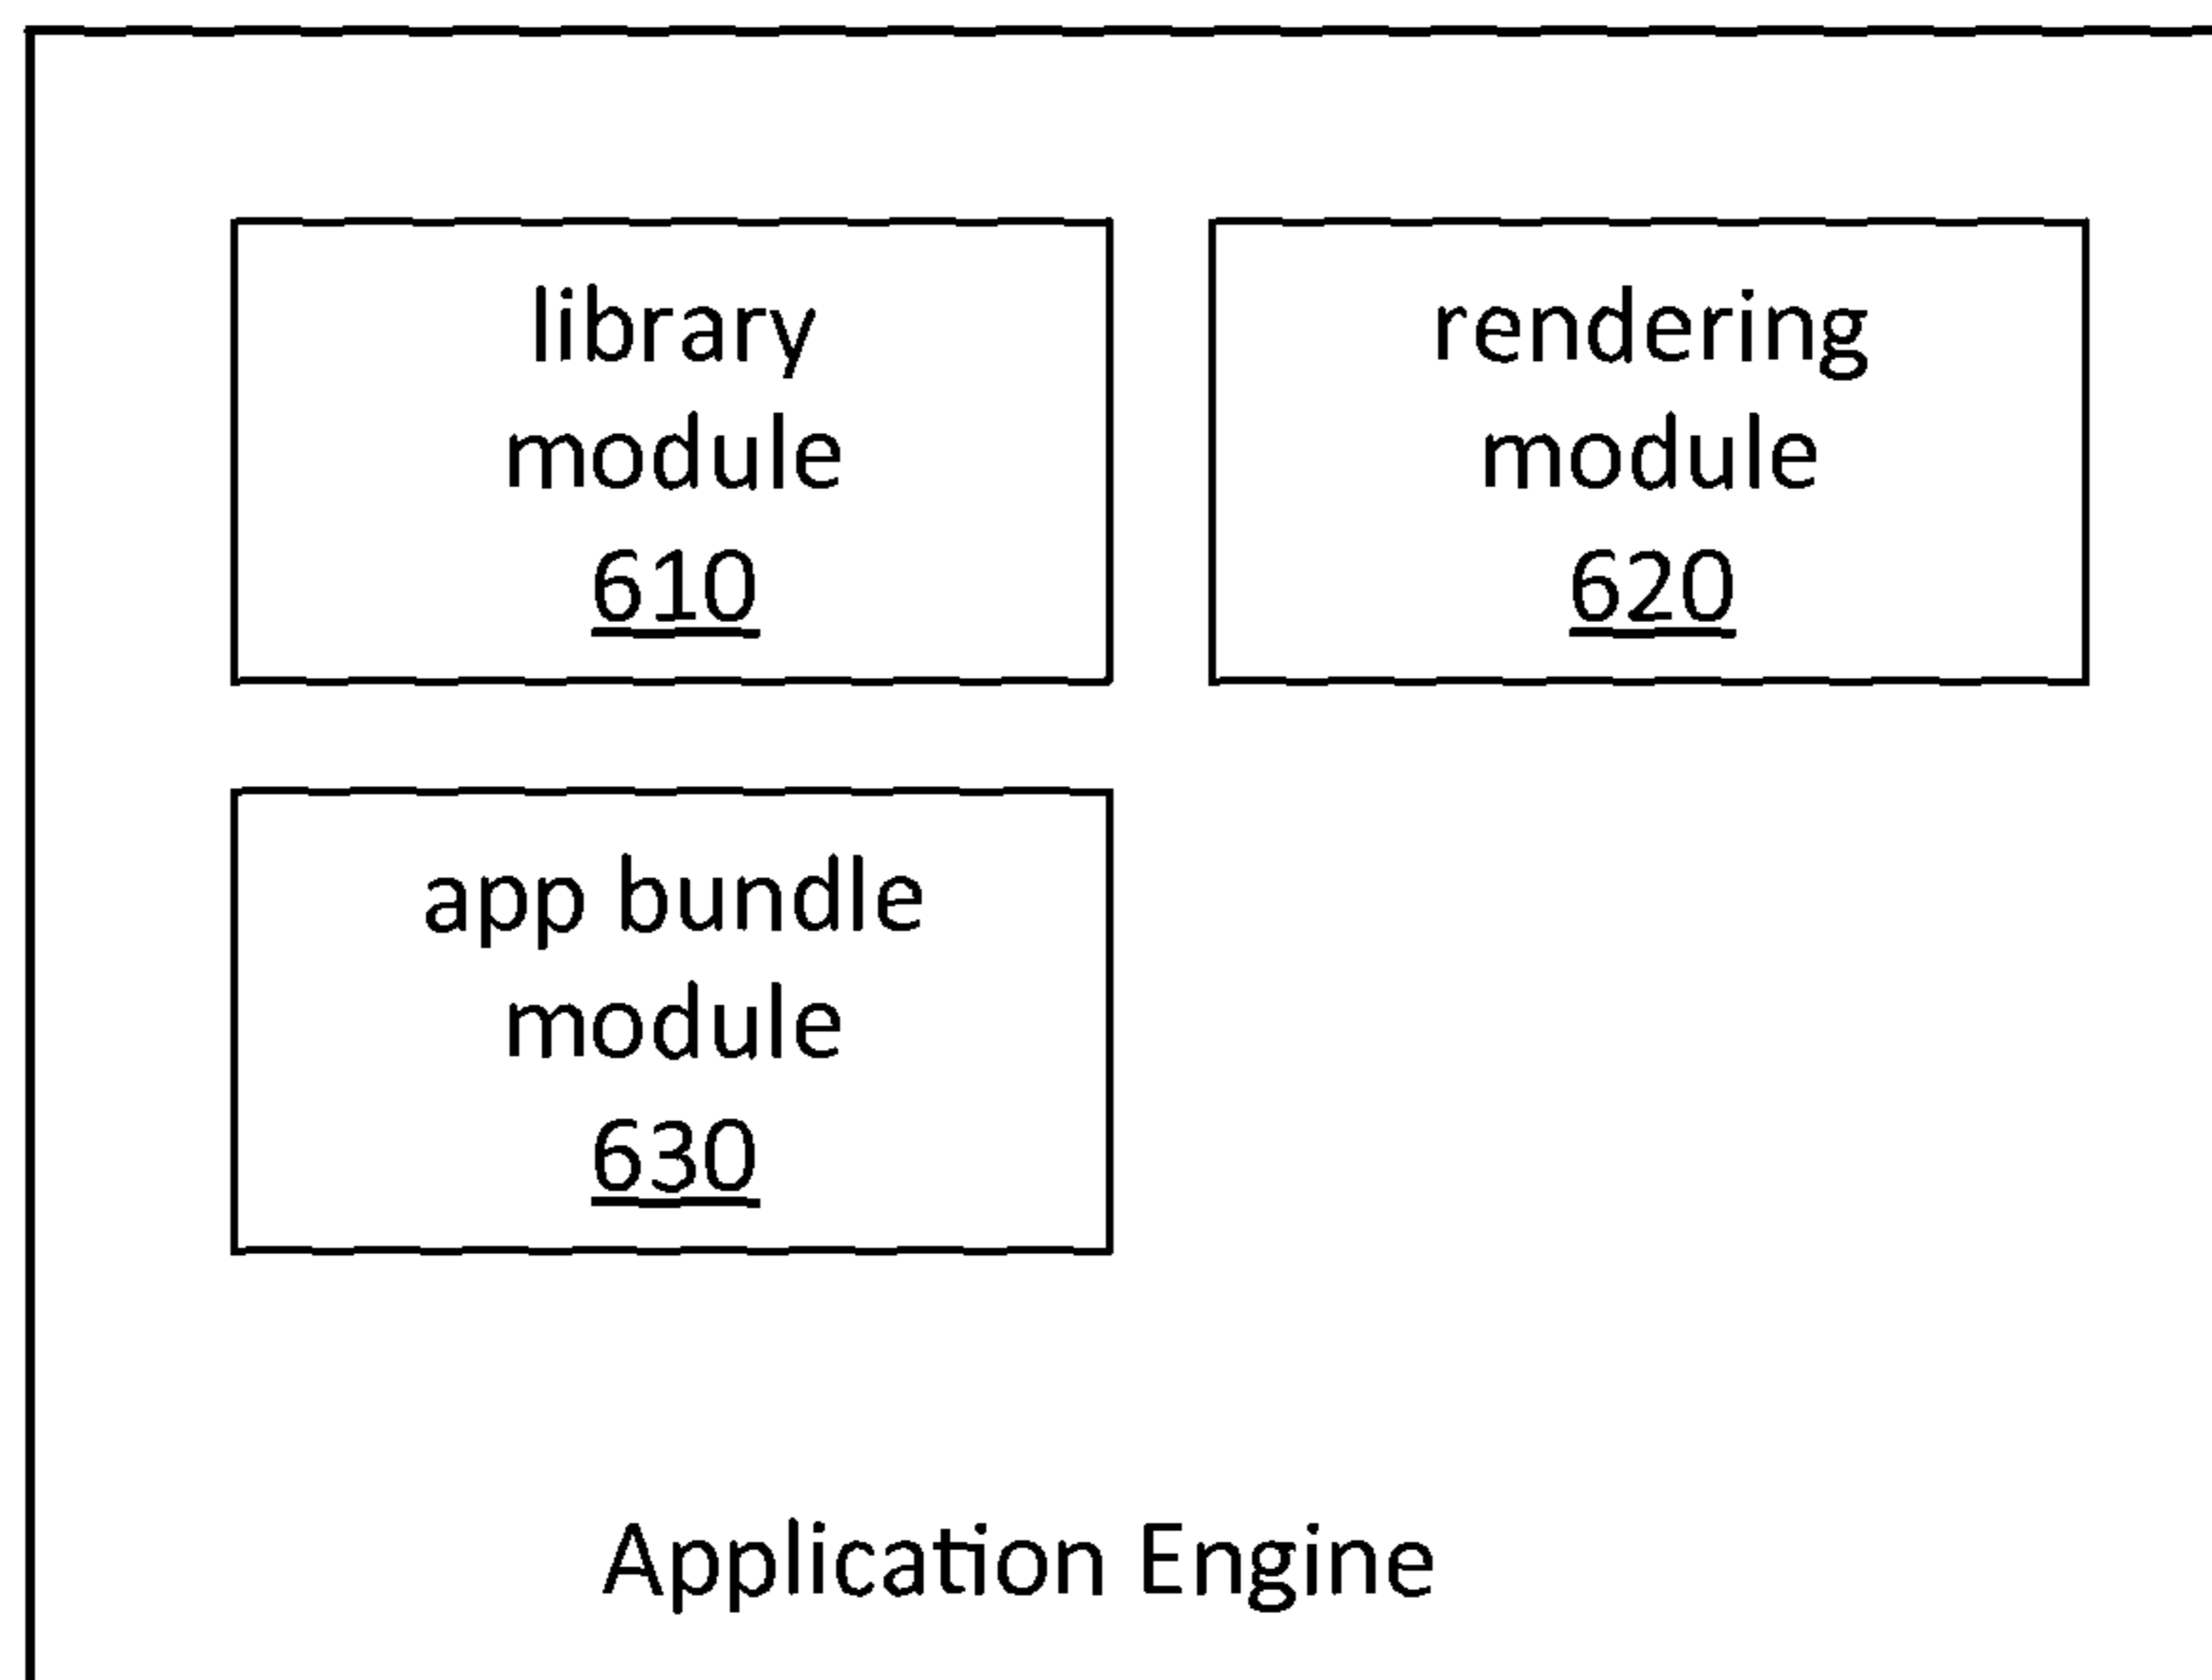 library
module
610
rendering
module
620
app bundle
module
630
Application Engine